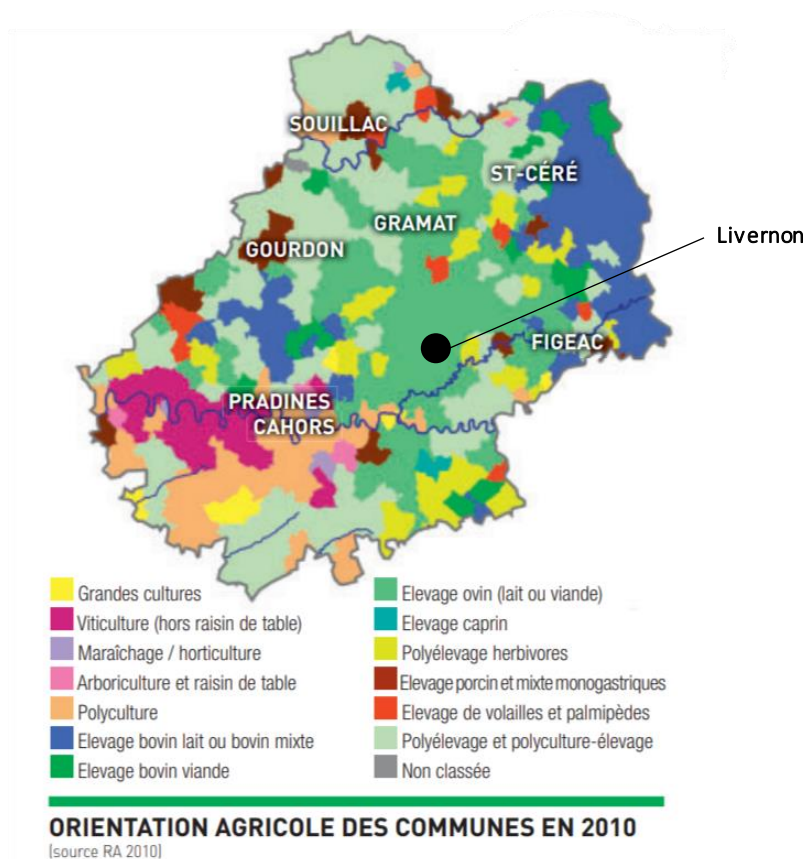 SOUILLAC
ST-CÉRÉ
GRAMAT
Livernon
GOURDON
FIGEAC
PRADINES
CAHORS
Grandes cultures
Viticulture (hors raisin de table)
Maraîchage / horticulture
Arboriculture et raisin de table
Polyculture
Elevage bovin lait ou bovin mixte
Elevage bovin viande
Elevage ovin (lait ou viande)
Elevage caprin
Polyélevage herbivores
Elevage porcin et mixte monogastriques
Elevage de volailles et palmipèdes
Polyélevage et polyculture-élevage
Non classée
ORIENTATION AGRICOLE DES COMMUNES EN 2010
(source RA 2010)